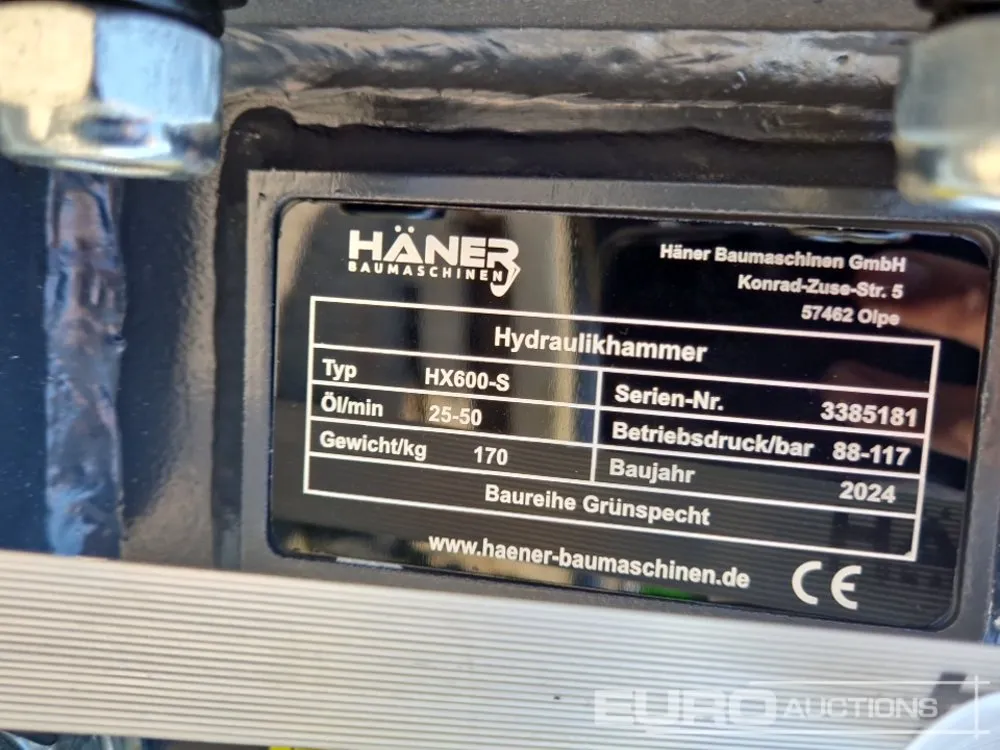 HÄNER
BAUMASCHINEN
Häner Baumaschinen GmbH
Konrad-Zuse-Str. 5
57462 Olpe
Hydraulikhammer
Typ HX600-S Serien-Nr. 3385181
Öl/min 25-50 Betriebsdruck/bar 88-117
Gewicht/kg 170 Baujahr 2024
Baureihe Grünspecht
www.haener-baumaschinen.de CE
EURO AUCTIONS